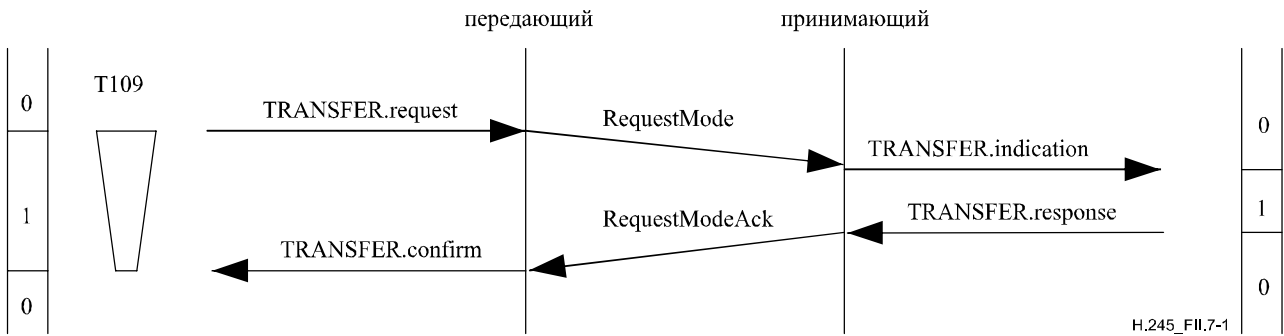 передающий
принимающий
T109
0
TRANSFER.request
RequestMode
0
TRANSFER.indication
1
RequestModeAck
TRANSFER.response
1
TRANSFER.confirm
0
0
H.245_FII.7-1